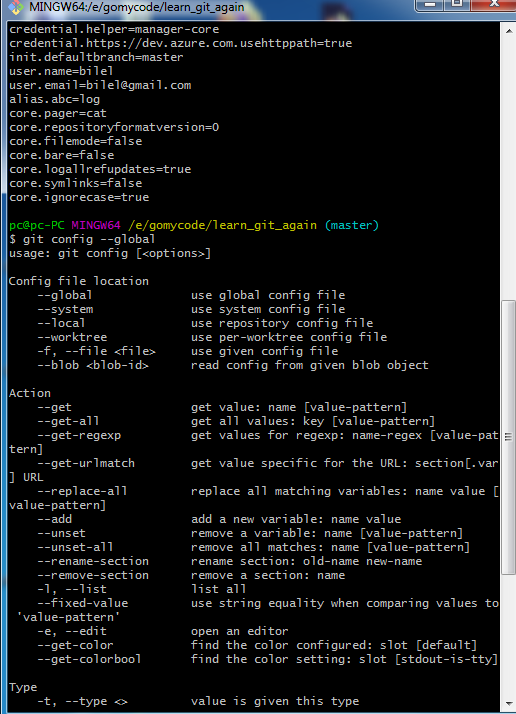 MINGW64:/e/gomycode/learn_git_again
credential.helper=manager-core
credential.https://dev.azure.com.usehttppath=true
init.defaultbranch=master
user.name=bilel
user.email=bilel@gmail.com
alias.abc=log
core.pager=cat
core.repositoryformatversion=0
core.filemode=false
core.bare=false
core.logallrefupdates=true
core.symlinks=false
core.ignorecase=true
pc@pc-PC MINGW64 /e/gomycode/learn_git_again (master)
$ git config --global
usage: git config [<options>]
Config file location
    --global              use global config file
    --system              use system config file
    --local               use repository config file
    --worktree            use per-worktree config file
    -f, --file <file>     use given config file
    --blob <blob-id>      read config from given blob object
Action
    --get                 get value: name [value-pattern]
    --get-all             get all values: key [value-pattern]
    --get-regexp          get values for regexp: name-regex [value-pat
tern]
    --get-urlmatch        get value specific for the URL: section[.var
] URL
    --replace-all         replace all matching variables: name value [
value-pattern]
    --add                 add a new variable: name value
    --unset               remove a variable: name [value-pattern]
    --unset-all           remove all matches: name [value-pattern]
    --rename-section      rename section: old-name new-name
    --remove-section      remove a section: name
    -l, --list            list all
    --fixed-value         use string equality when comparing values to
 'value-pattern'
    -e, --edit            open an editor
    --get-color           find the color configured: slot [default]
    --get-colorbool       find the color setting: slot [stdout-is-tty]
Type
    -t, --type <>         value is given this type